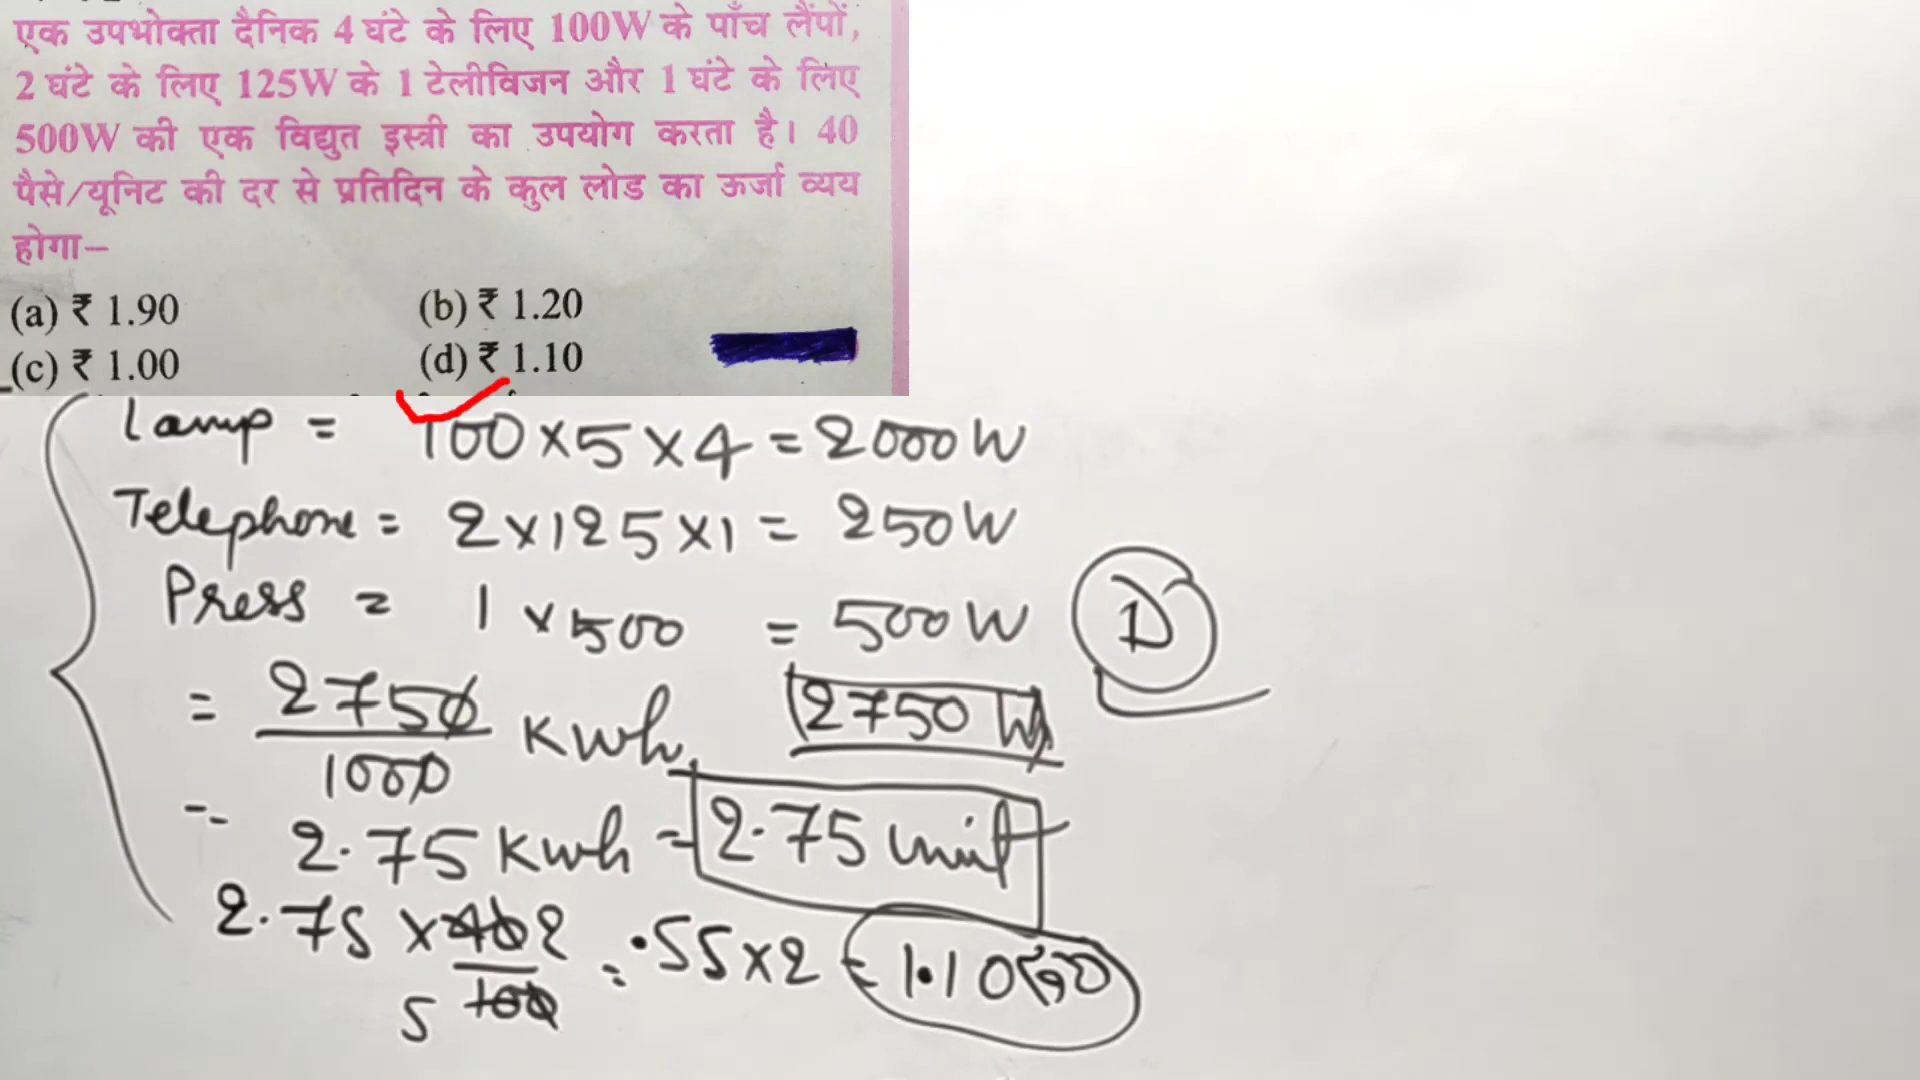 एक उपभोक्ता दैनिक 4 घंटे के लिए 100W के पाँच लैंपों,
2 घंटे के लिए 125W के 1 टेलीविजन और 1 घंटे के लिए
500W की एक विद्युत इस्त्री का उपयोग करता है। 40
पैसे/यूनिट की दर से प्रतिदिन के कुल लोड का ऊर्जा व्यय
होगा–
(a) ₹ 1.90 (b) ₹ 1.20
(c) ₹ 1.00 (d) ₹ 1.10
Lamp = 100×5×4 = 2000W
Telephone = 2×125×1 = 250W
Press = 1×500 = 500W
D
= 2750/1000 Kwh
2750 W
= 2.75 Kwh = 2.75 unit
2.75 × 40 2 / 5 100 = .55×2 = 1.10